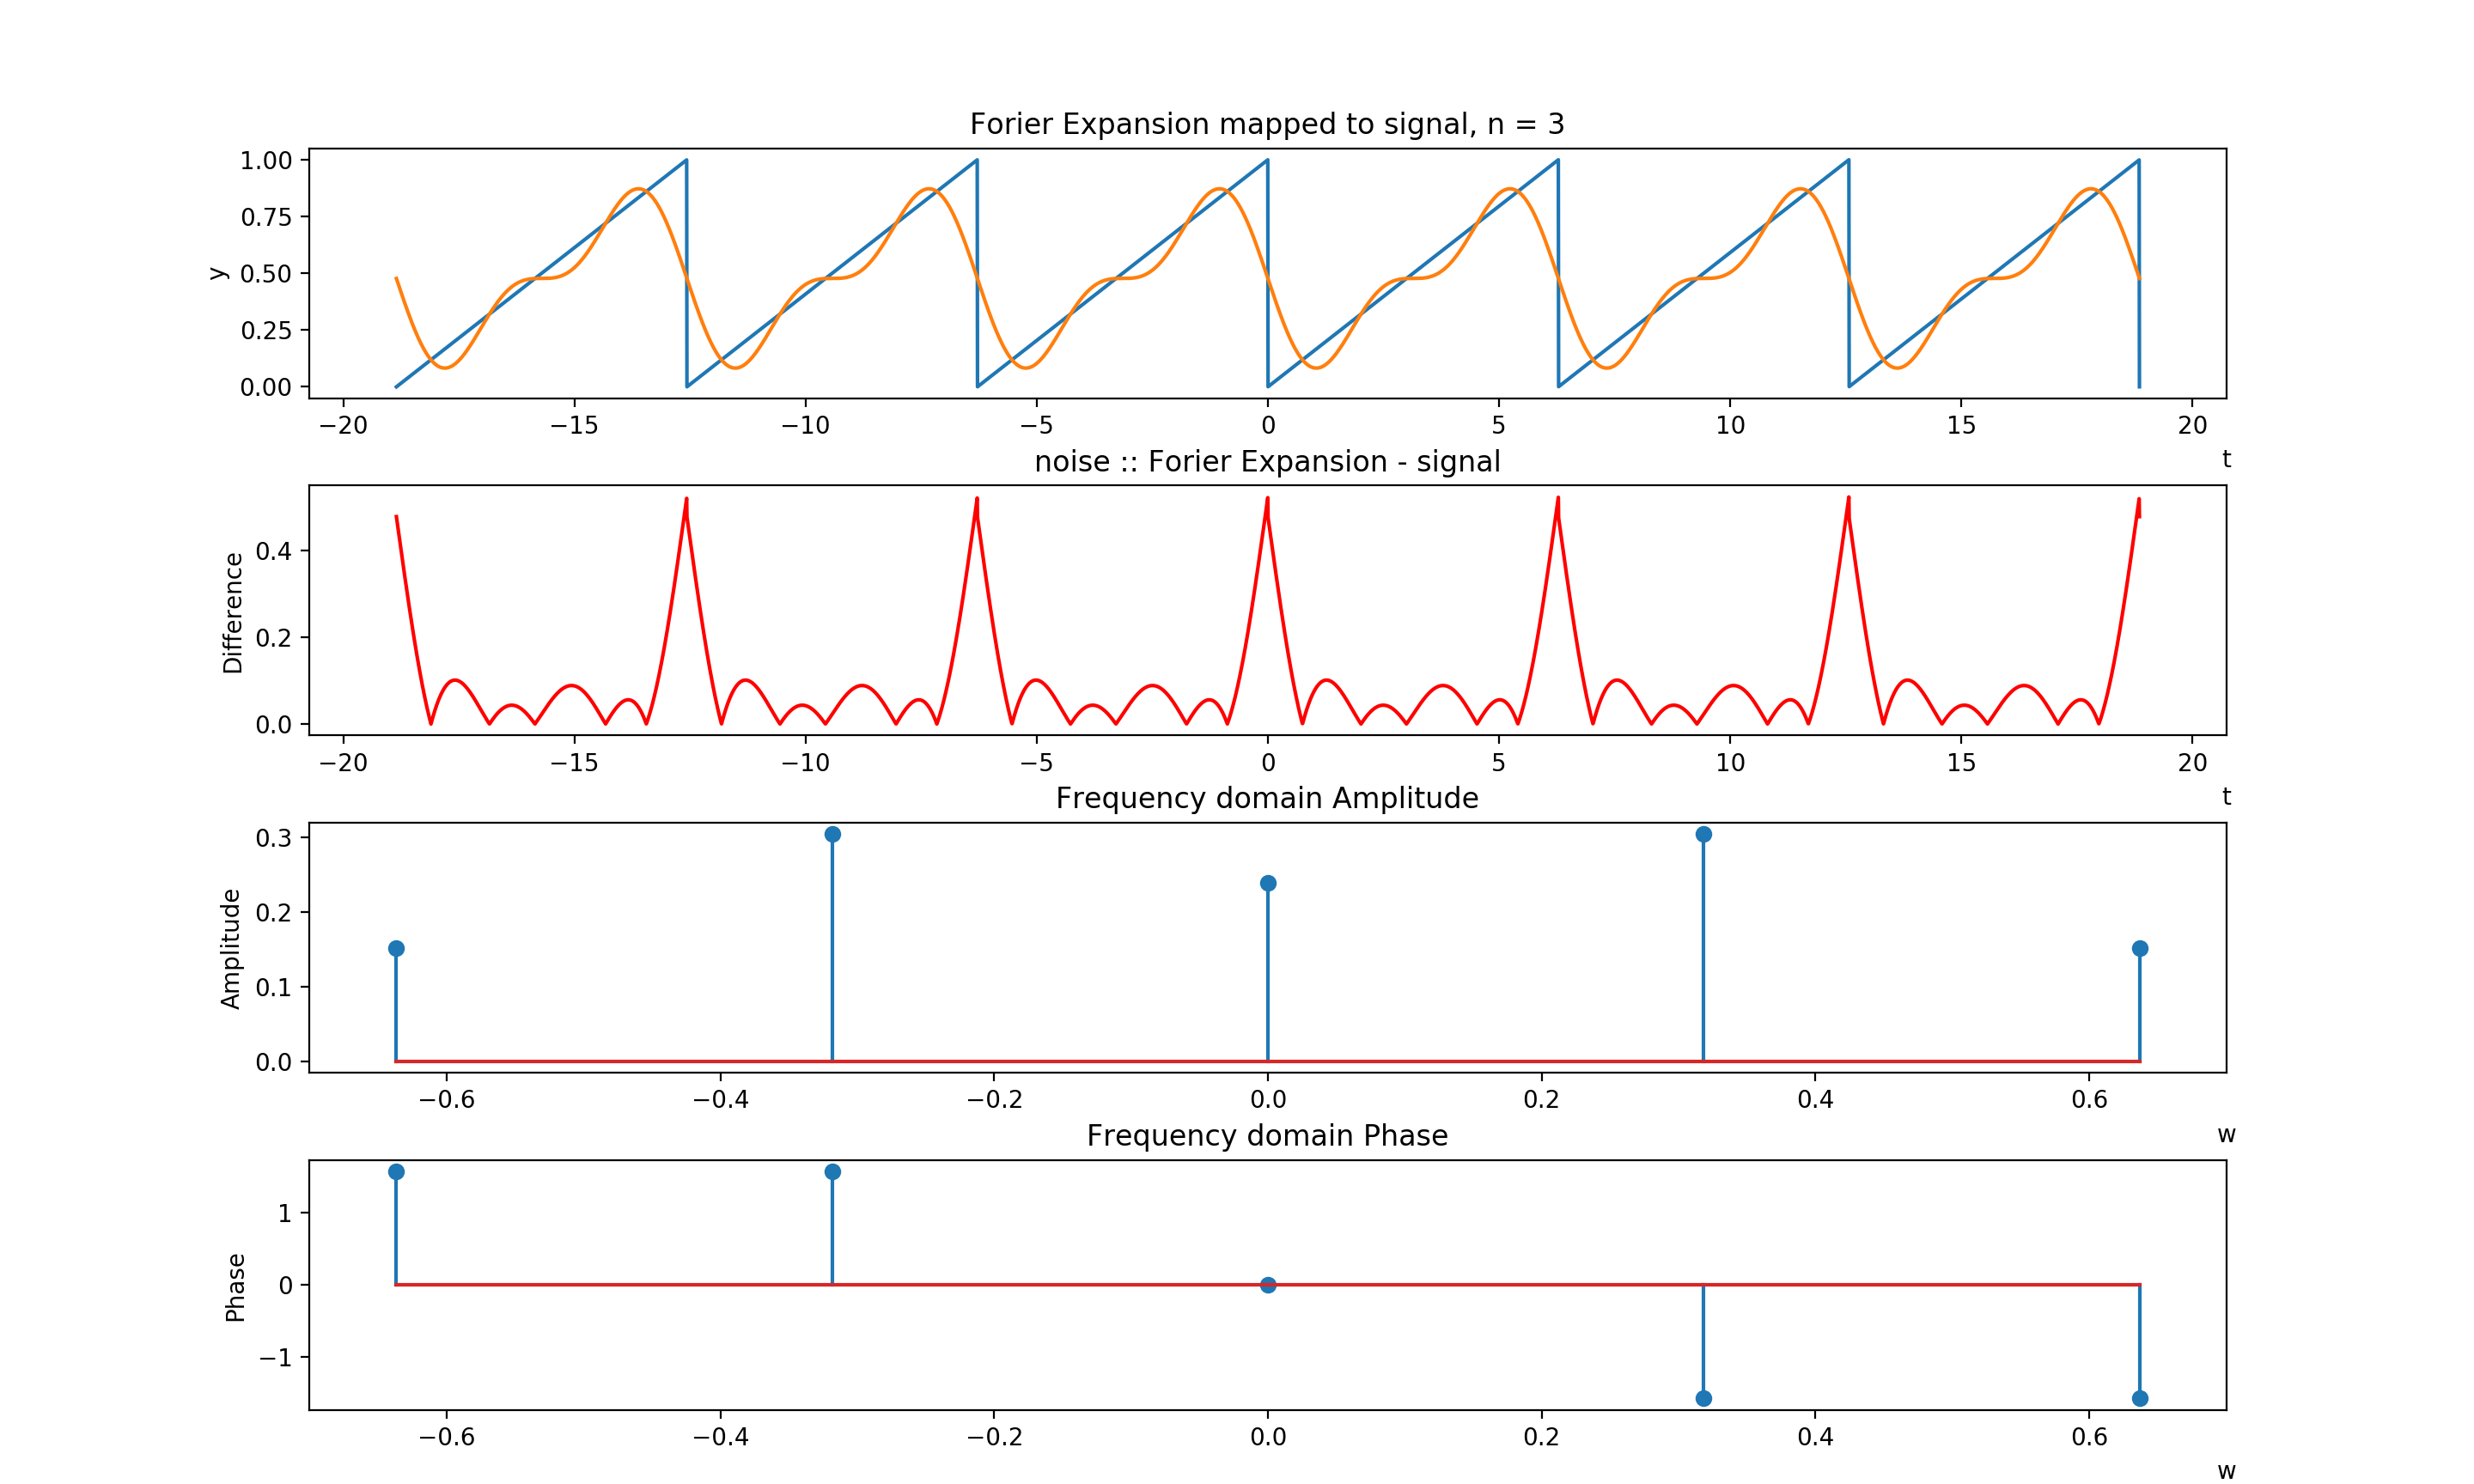 Forier Expansion mapped to signal, n = 3
1.00
0.75
0.50
0.25
0.00
y
−20 −15 −10 −5 0 5 10 15 20
t
noise :: Forier Expansion - signal
0.4
0.2
0.0
Difference
−20 −15 −10 −5 0 5 10 15 20
t
Frequency domain Amplitude
0.3
0.2
0.1
0.0
Amplitude
−0.6 −0.4 −0.2 0.0 0.2 0.4 0.6
w
Frequency domain Phase
1
0
−1
Phase
−0.6 −0.4 −0.2 0.0 0.2 0.4 0.6
w